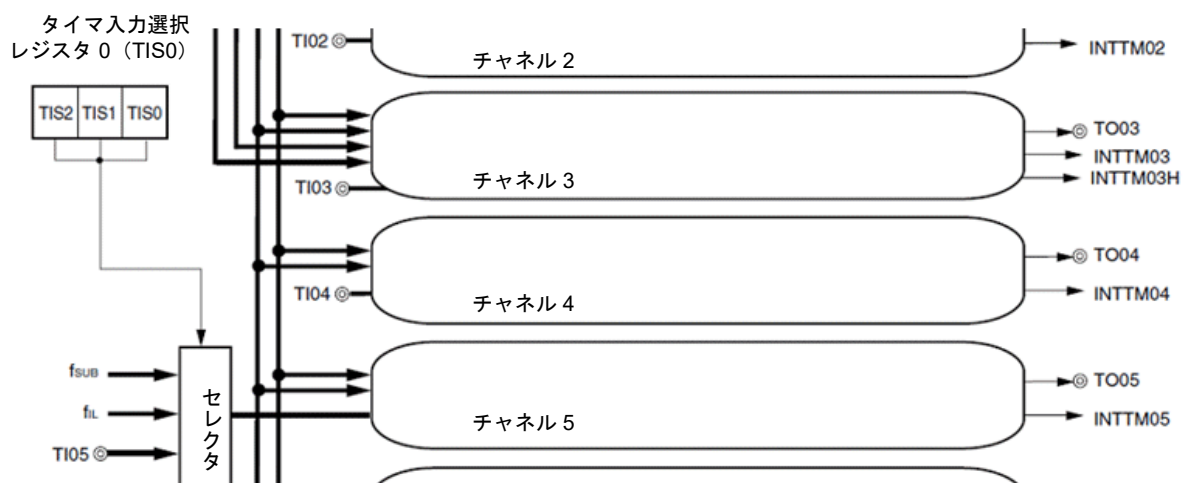 タイマ入力選択
レジスタ 0（TIS0）
TIS2 TIS1 TIS0
TI02
チャネル 2
INTTM02
TI03
チャネル 3
TO03
INTTM03
INTTM03H
TI04
チャネル 4
TO04
INTTM04
fSUB
fIL
TI05
セレクタ
チャネル 5
TO05
INTTM05